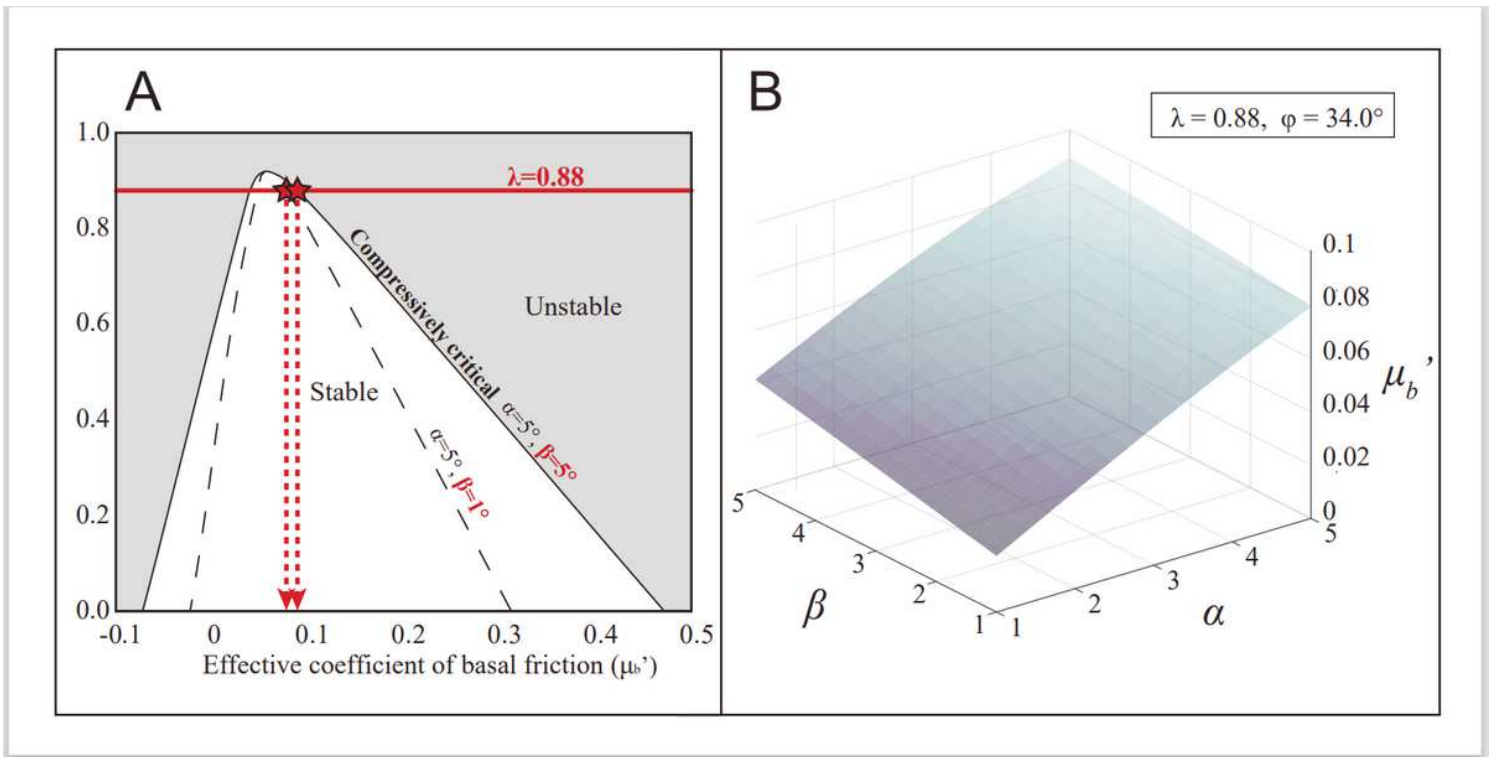 A
1.0
0.8
0.6
0.4
0.2
0.0
-0.1
0
0.1
0.2
0.3
0.4
0.5
Effective coefficient of basal friction (μb')
λ=0.88
Unstable
Stable
Compressively critical α=5°, β=5°
α=5°, β=1°
B
λ = 0.88, φ = 34.0°
0.1
0.08
0.06
0.04
0.02
0
μb'
5
4
3
2
1
β
1
2
3
4
5
α